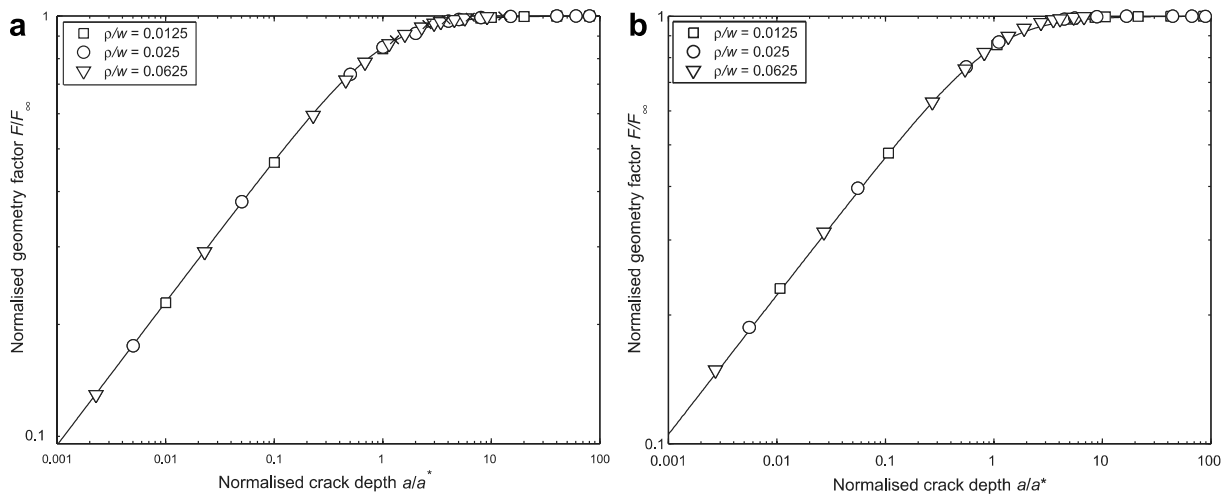 a
1
ρ/w = 0.0125
ρ/w = 0.025
ρ/w = 0.0625
Normalised geometry factor F/F∞
0.1
0.001
0.01
0.1
1
10
100
Normalised crack depth a/a*
b
1
ρ/w = 0.0125
ρ/w = 0.025
ρ/w = 0.0625
Normalised geometry factor F/F∞
0.1
0.001
0.01
0.1
1
10
100
Normalised crack depth a/a*